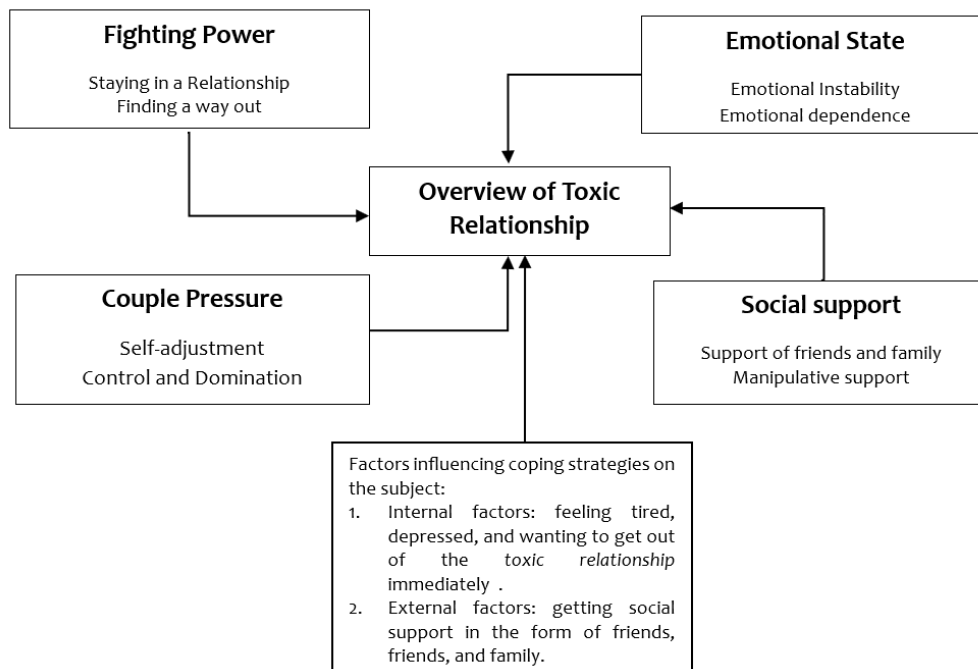 Fighting Power
Staying in a Relationship
Finding a way out
Emotional State
Emotional Instability
Emotional dependence
Overview of Toxic
Relationship
Couple Pressure
Self-adjustment
Control and Domination
Social support
Support of friends and family
Manipulative support
Factors influencing coping strategies on
the subject:
1. Internal factors: feeling tired,
depressed, and wanting to get out
of the toxic relationship
immediately .
2. External factors: getting social
support in the form of friends,
friends, and family.